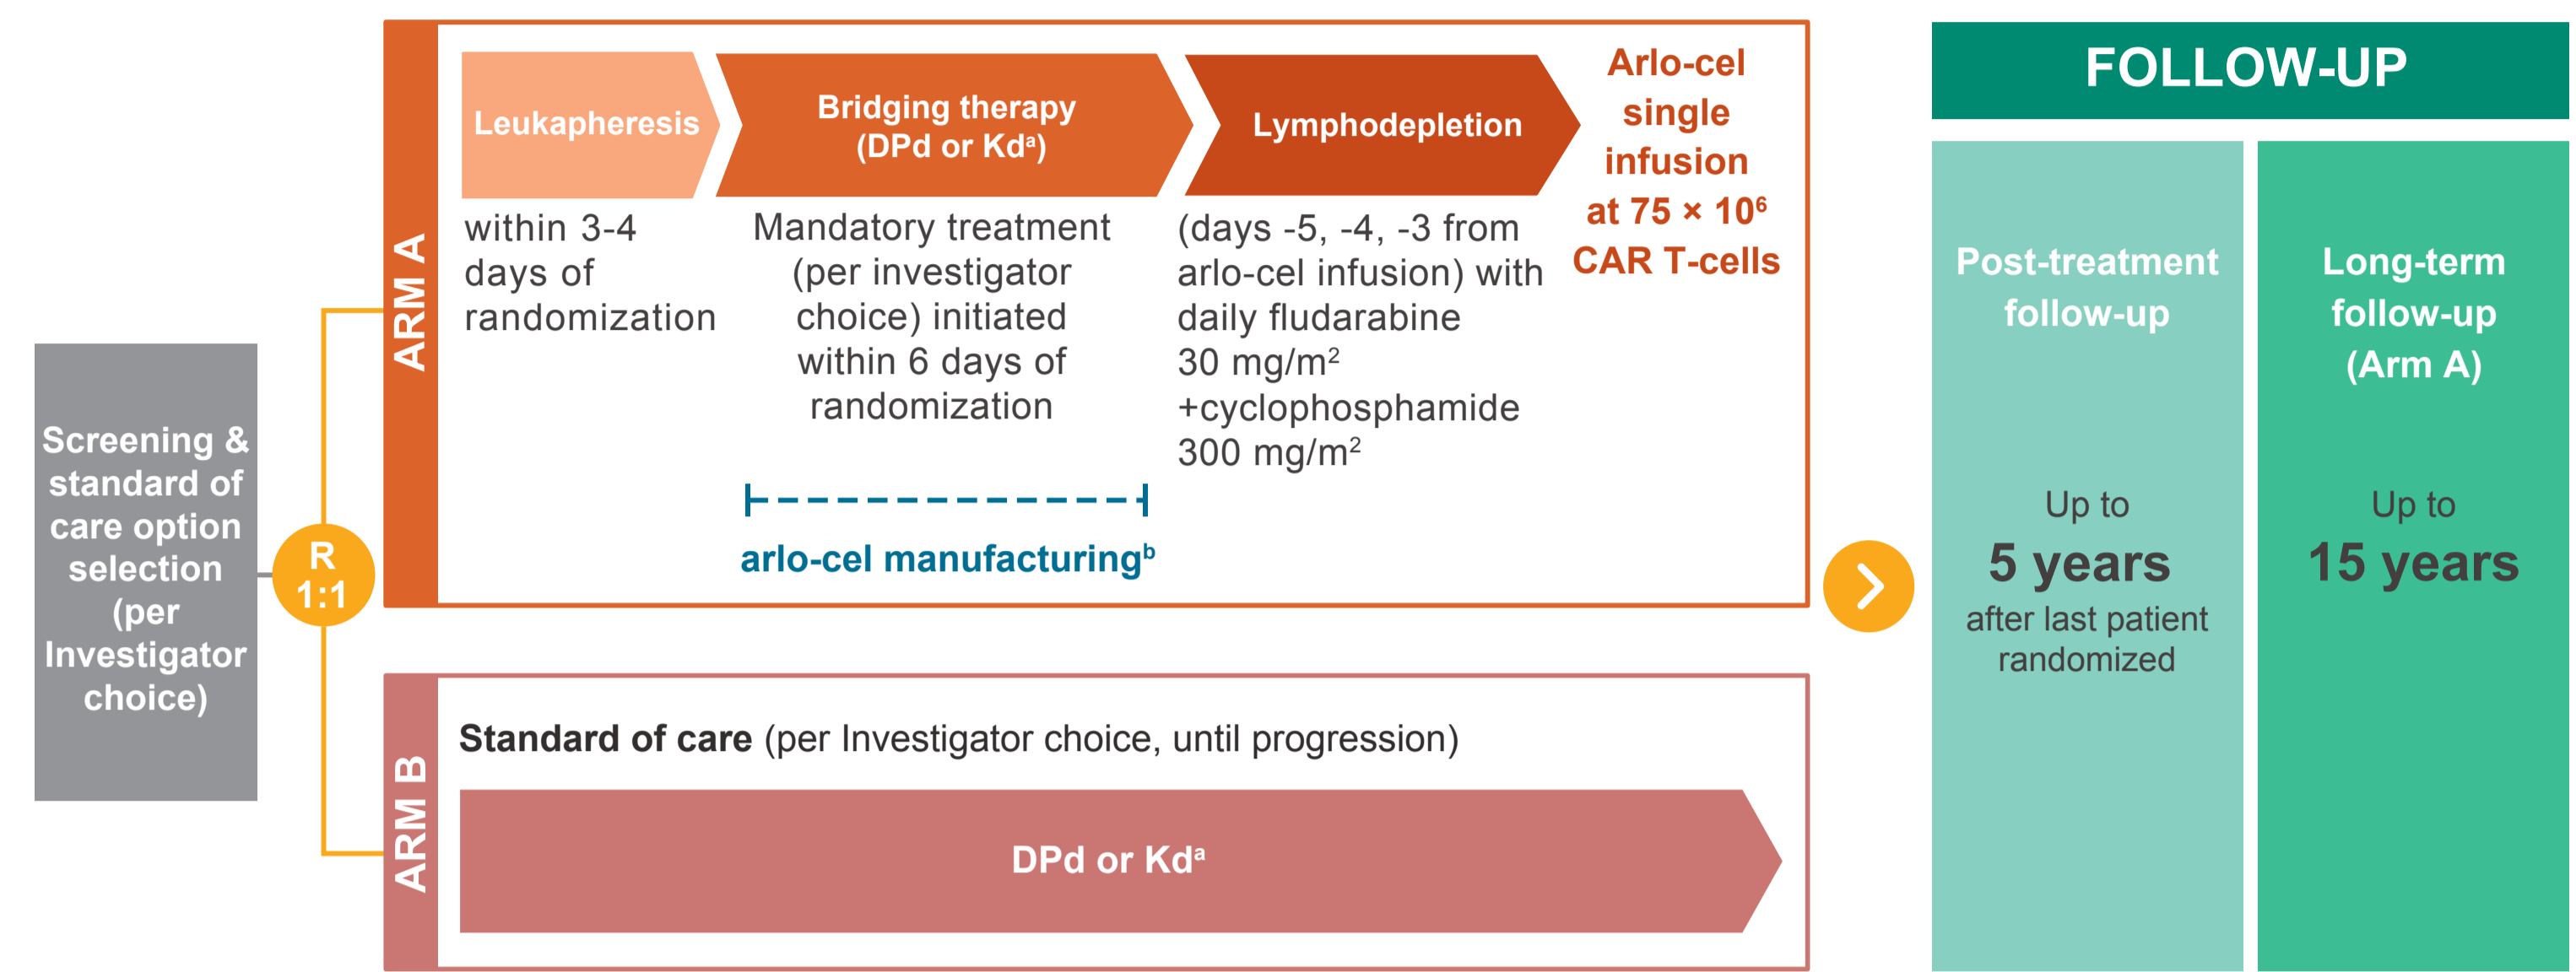 Screening &
standard of
care option
selection
(per
Investigator
choice)
R
1:1
ARM A
Leukapheresis
within 3-4
days of
randomization
Bridging therapy
(DPd or Kdᵃ)
Mandatory treatment
(per investigator
choice) initiated
within 6 days of
randomization
arlo-cel manufacturingᵇ
Lymphodepletion
(days -5, -4, -3 from
arlo-cel infusion) with
daily fludarabine
30 mg/m²
+cyclophosphamide
300 mg/m²
Arlo-cel
single
infusion
at 75 × 10⁶
CAR T-cells
ARM B
Standard of care (per Investigator choice, until progression)
DPd or Kdᵃ
FOLLOW-UP
Post-treatment
follow-up
Up to
5 years
after last patient
randomized
Long-term
follow-up
(Arm A)
Up to
15 years